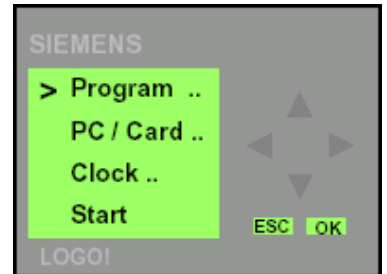 SIEMENS
> Program ..
PC / Card ..
Clock ..
Start
ESC OK
LOGO!